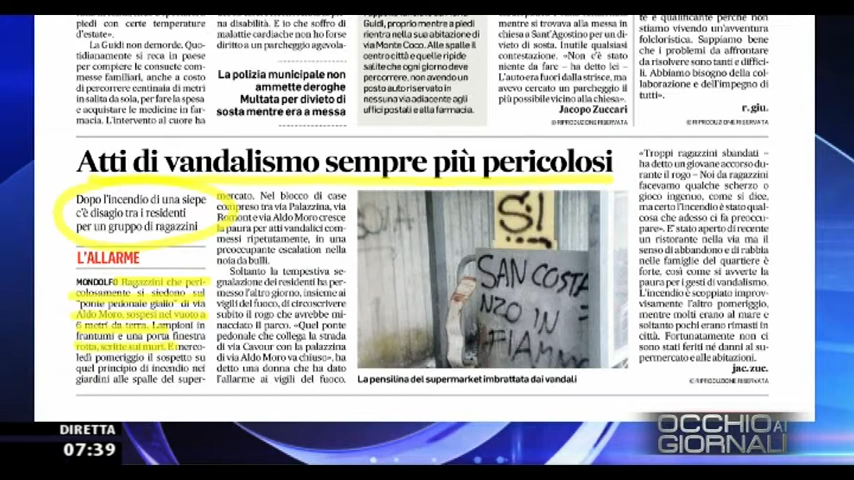 piedi con certe temperature
d'estate».
La Guidi non demorde. Quo-
tidianamente si reca in paese
per compiere le consuete com-
messe familiari, anche a costo
di percorrere centinaia di metri
in salita da sola, per fare la spesa
e acquistare le medicine in far-
macia. L'intervento al cuore ha
na disabilità. E io che soffro di
malattie cardiache non ho forse
diritto a un parcheggio agevola-
La polizia municipale non
ammette deroghe
Multata per divieto di
sosta mentre era a messa
Guidi, proprio mentre a piedi
rientra nella sua abitazione di
via Monte Coco. Alle spalle il
centro città e quelle ripide
salite che ogni giorno deve
percorrere, non avendo un
posto auto riservato in
nessuna via adiacente agli
uffici postali e alla farmacia.
mentre si trovava alla messa in
chiesa a Sant'Agostino per un di-
vieto di sosta. Inutile qualsiasi
contestazione. «Non c'è stato
niente da fare – ha detto lei –.
L'auto era fuori dalla strisce, ma
avevo cercato un parcheggio il
più possibile vicino alla chiesa».
Jacopo Zuccari
© RIPRODUZIONE RISERVATA
e qualificante perché non
stiamo vivendo un'avventura
folcloristica. Sappiamo bene
che i problemi da affrontare
da risolvere sono tanti e diffici-
li. Abbiamo bisogno della col-
laborazione e dell'impegno di
tutti».
r. giu.
© RIPRODUZIONE RISERVATA
Atti di vandalismo sempre più pericolosi
Dopo l'incendio di una siepe
c'è disagio tra i residenti
per un gruppo di ragazzini
L'ALLARME
MONDOLFO Ragazzini che peri-
colosamente si siedono sul
"ponte pedonale giallo" di via
Aldo Moro, sospesi nel vuoto a
6 metri da terra. Lampioni in
frantumi e una porta finestra
rotta, scritte sui muri. E mercole-
dì pomeriggio il sospetto su
quel principio di incendio nei
giardini alle spalle del super-
mercato. Nel blocco di case
compreso tra via Palazzina, via
Romont e via Aldo Moro cresce
la paura per atti vandalici com-
messi ripetutamente, in una
preoccupante escalation nella
noia da bulli.
Soltanto la tempestiva se-
gnalazione dei residenti ha per-
messo l'altro giorno, insieme ai
vigili del fuoco, di circoscrivere
subito il rogo che avrebbe mi-
nacciato il parco. «Quel ponte
pedonale che collega la strada
di via Cavour con la palazzina
di via Aldo Moro va chiuso», ha
detto una donna che ha dato
l'allarme ai vigili del fuoco.
SI
SAN COSTA
NZO IN
FIAMME
La pensilina del supermarket imbrattata dai vandali
«Troppi ragazzini sbandati –
ha detto un giovane accorso du-
rante il rogo – Noi da ragazzi
facevamo qualche scherzo o
gioco ingenuo, come si dice,
ma certo l'incendio è stato qual-
cosa che adesso ci fa preoccu-
pare». E' stato aperto di recente
un ristorante nella via ma il
senso di abbandono e di rabbia
nelle famiglie del quartiere è
forte, così come si avverte la
paura per i gesti di vandalismo.
L'incendio è scoppiato improv-
visamente l'altro pomeriggio,
mentre molti erano al mare e
soltanto pochi erano rimasti in
città. Fortunatamente non ci
sono stati feriti né danni al su-
permercato e alle abitazioni.
jac. zuc.
© RIPRODUZIONE RISERVATA
DIRETTA
07:39
OCCHIO AI
GIORNALI